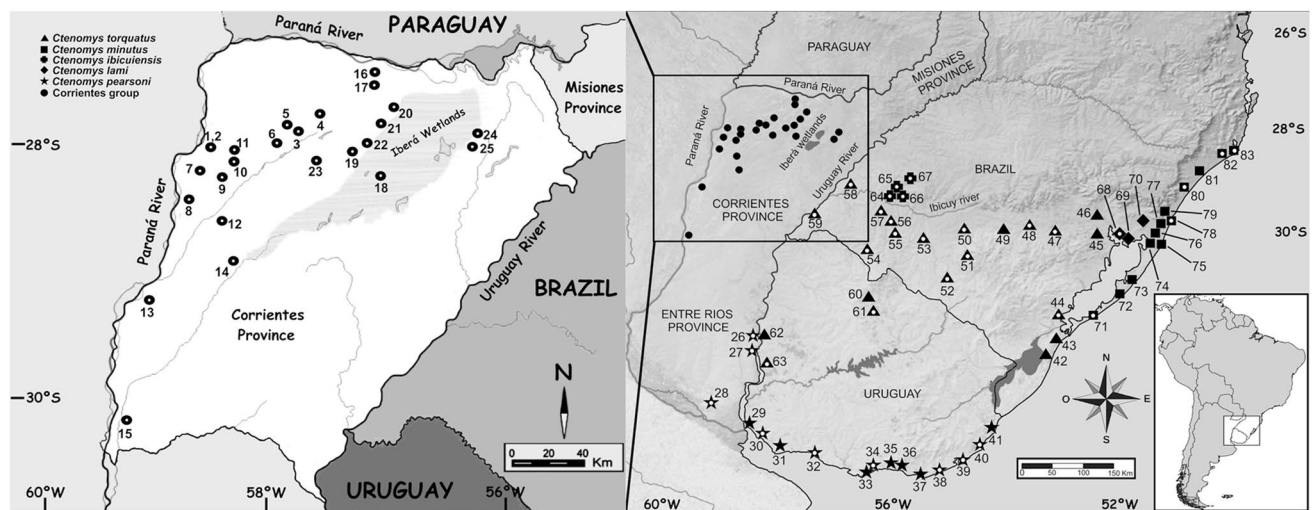 Paraná River
PARAGUAY
Ctenomys torquatus
Ctenomys minutus
Ctenomys ibicuiensis
Ctenomys lami
Ctenomys pearsoni
Corrientes group
Misiones
Province
16
17
20
5
4
21
6
3
Iberá Wetlands
24
-28°S
1,2
11
22
25
10
19
23
7
9
18
8
12
Paraná River
14
Uruguay River
13
BRAZIL
Corrientes
Province
N
-30°S
15
0 20 40
Km
URUGUAY
60°W
58°W
56°W
26°S
PARAGUAY
MISIONES
PROVINCE
Paraná River
Paraná River
28°S
Iberá wetlands
Uruguay River
BRAZIL
83
82
67
65
70
77
81
68
69
58
64
66
80
CORRIENTES
PROVINCE
Ibicuy river
46
79
59
57
56
78
30°S
55
53
50
49
48
47
45
76
75
54
51
74
52
73
60
44
72
61
71
ENTRE RIOS
PROVINCE
26
62
43
27
63
42
N
28
URUGUAY
O
E
29
S
41
30
34
35
36
40
31
32
39
0 50 100 150 Km
33
37
38
60°W
56°W
52°W